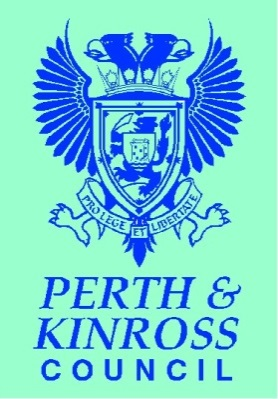 PRO LEGE ET LIBERTATE
PERTH &
KINROSS
COUNCIL